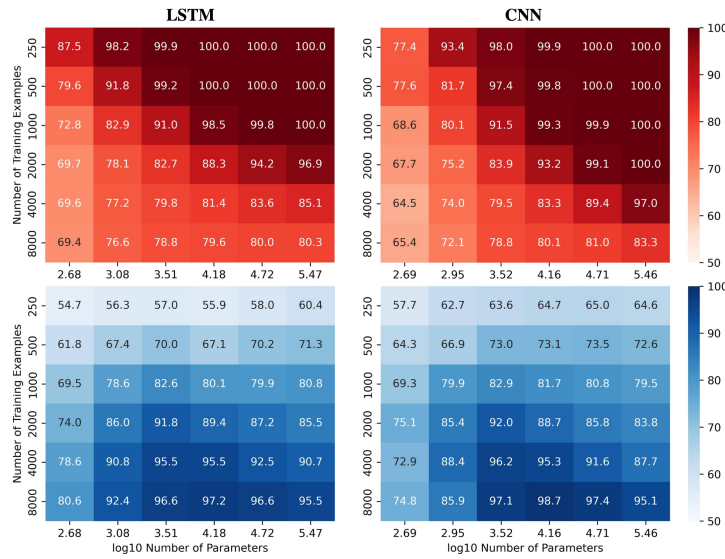 LSTM CNN
250 87.5 98.2 99.9 100.0 100.0 100.0 77.4 93.4 98.0 99.9 100.0 100.0 100
500 79.6 91.8 99.2 100.0 100.0 100.0 77.6 81.7 97.4 99.8 100.0 100.0 90
1000 72.8 82.9 91.0 98.5 99.8 100.0 68.6 80.1 91.5 99.3 99.9 100.0 80
2000 69.7 78.1 82.7 88.3 94.2 96.9 67.7 75.2 83.9 93.2 99.1 100.0 70
4000 69.6 77.2 79.8 81.4 83.6 85.1 64.5 74.0 79.5 83.3 89.4 97.0 60
8000 69.4 76.6 78.8 79.6 80.0 80.3 65.4 72.1 78.8 80.1 81.0 83.3 50
Number of Training Examples
2.68 3.08 3.51 4.18 4.72 5.47 2.69 2.95 3.52 4.16 4.71 5.46
250 54.7 56.3 57.0 55.9 58.0 60.4 57.7 62.7 63.6 64.7 65.0 64.6 100
500 61.8 67.4 70.0 67.1 70.2 71.3 64.3 66.9 73.0 73.1 73.5 72.6 90
1000 69.5 78.6 82.6 80.1 79.9 80.8 69.3 79.9 82.9 81.7 80.8 79.5 80
2000 74.0 86.0 91.8 89.4 87.2 85.5 75.1 85.4 92.0 88.7 85.8 83.8 70
4000 78.6 90.8 95.5 95.5 92.5 90.7 72.9 88.4 96.2 95.3 91.6 87.7 60
8000 80.6 92.4 96.6 97.2 96.6 95.5 74.8 85.9 97.1 98.7 97.4 95.1 50
Number of Training Examples
2.68 3.08 3.51 4.18 4.72 5.47 2.69 2.95 3.52 4.16 4.71 5.46
log10 Number of Parameters log10 Number of Parameters